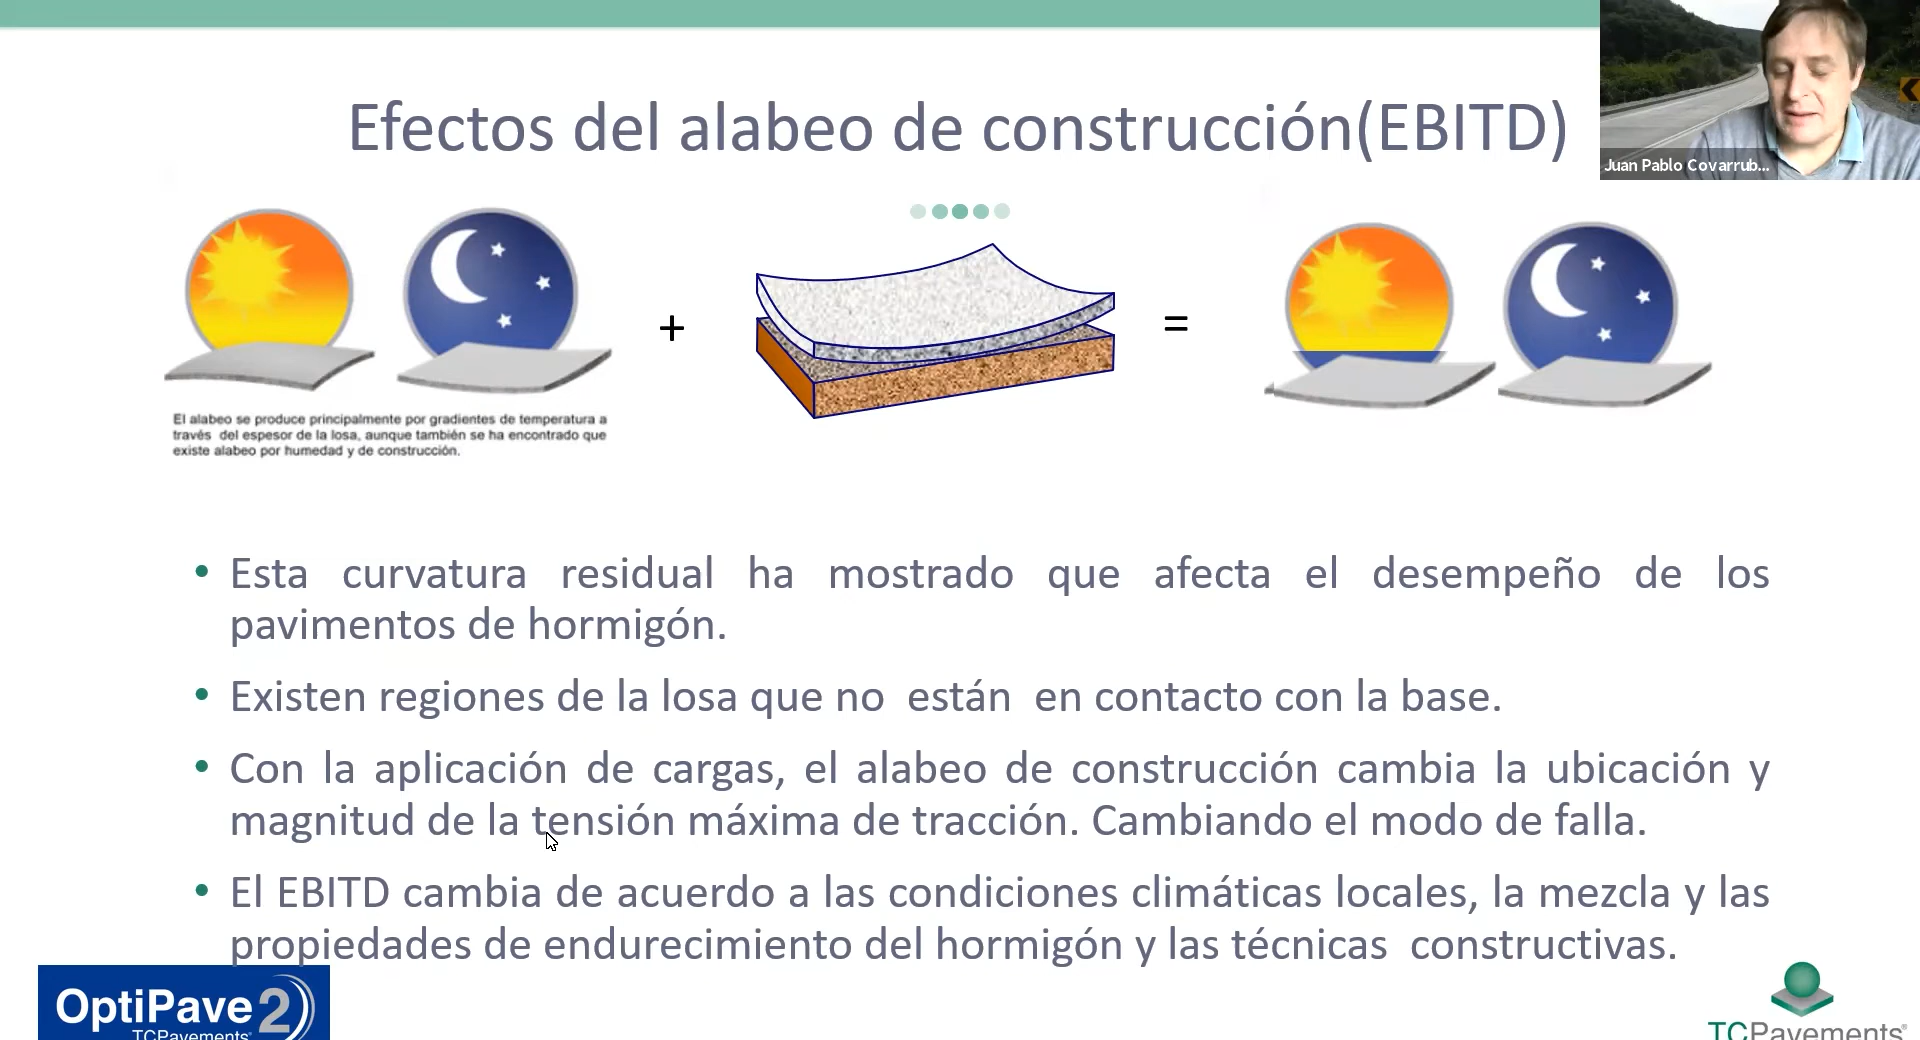 Efectos del alabeo de construcción(EBITD)
Juan Pablo Covarrub...
+
=
El alabeo se produce principalmente por gradientes de temperatura a
través del espesor de la losa, aunque también se ha encontrado que
existe alabeo por humedad y de construcción.
• Esta curvatura residual ha mostrado que afecta el desempeño de los
pavimentos de hormigón.
• Existen regiones de la losa que no están en contacto con la base.
• Con la aplicación de cargas, el alabeo de construcción cambia la ubicación y
magnitud de la tensión máxima de tracción. Cambiando el modo de falla.
• El EBITD cambia de acuerdo a las condiciones climáticas locales, la mezcla y las
propiedades de endurecimiento del hormigón y las técnicas constructivas.
OptiPave 2
TCPavements®
TCPavements®